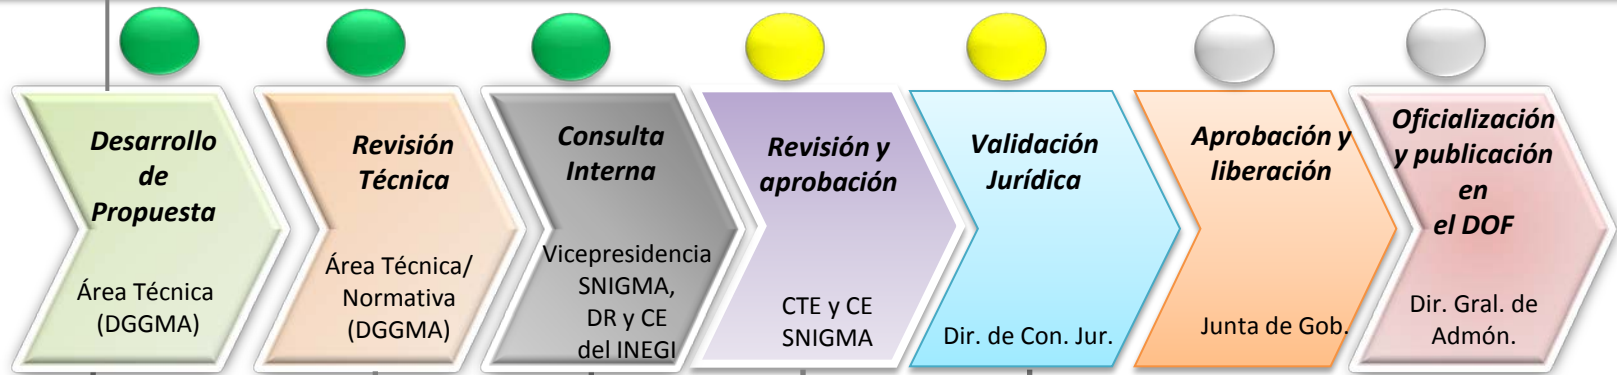 Desarrollo
de
Propuesta
Área Técnica
(DGGMA)
Revisión
Técnica
Área Técnica/
Normativa
(DGGMA)
Consulta
Interna
Vicepresidencia
SNIGMA,
DR y CE
del INEGI
Revisión y
aprobación
CTE y CE
SNIGMA
Validación
Jurídica
Dir. de Con. Jur.
Aprobación y
liberación
Junta de Gob.
Oficialización
y publicación
en
el DOF
Dir. Gral. de
Admón.